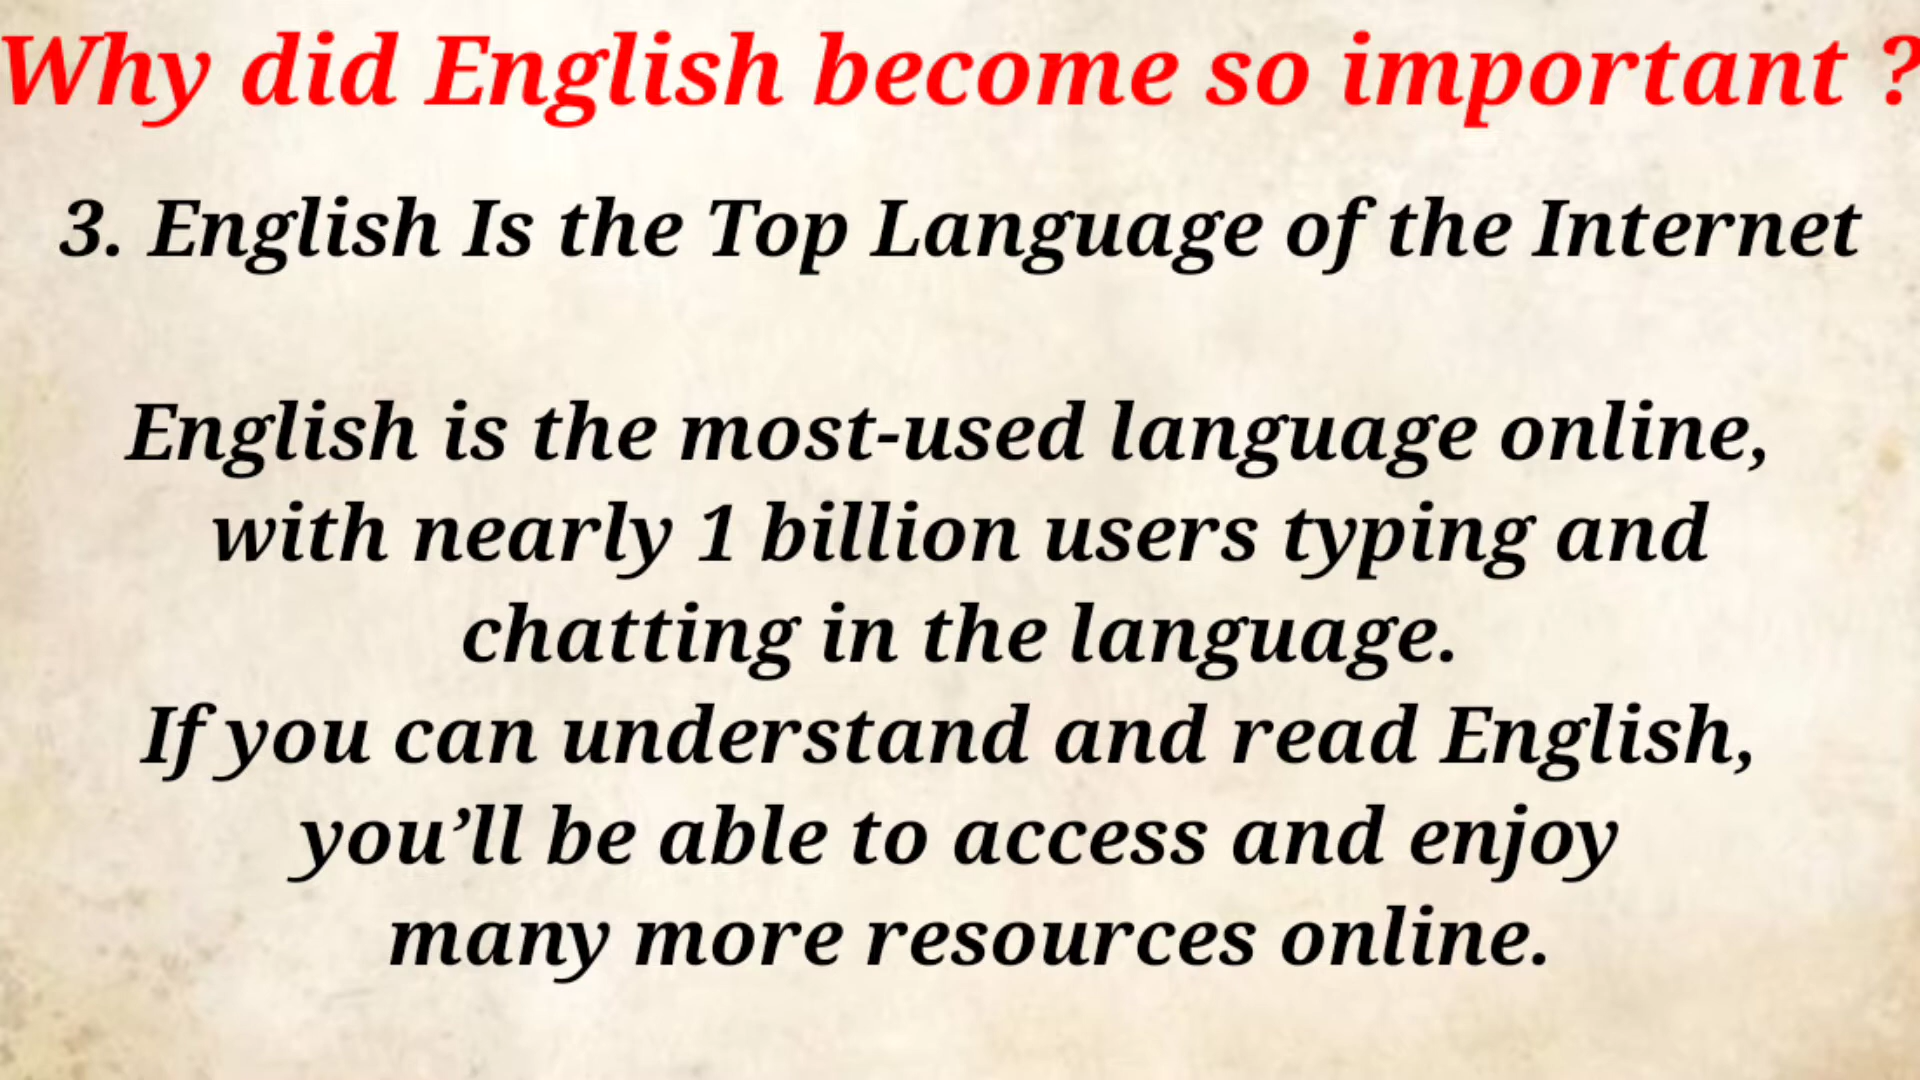 Why did English become so important ?
3. English Is the Top Language of the Internet
English is the most-used language online,
with nearly 1 billion users typing and
chatting in the language.
If you can understand and read English,
you’ll be able to access and enjoy
many more resources online.